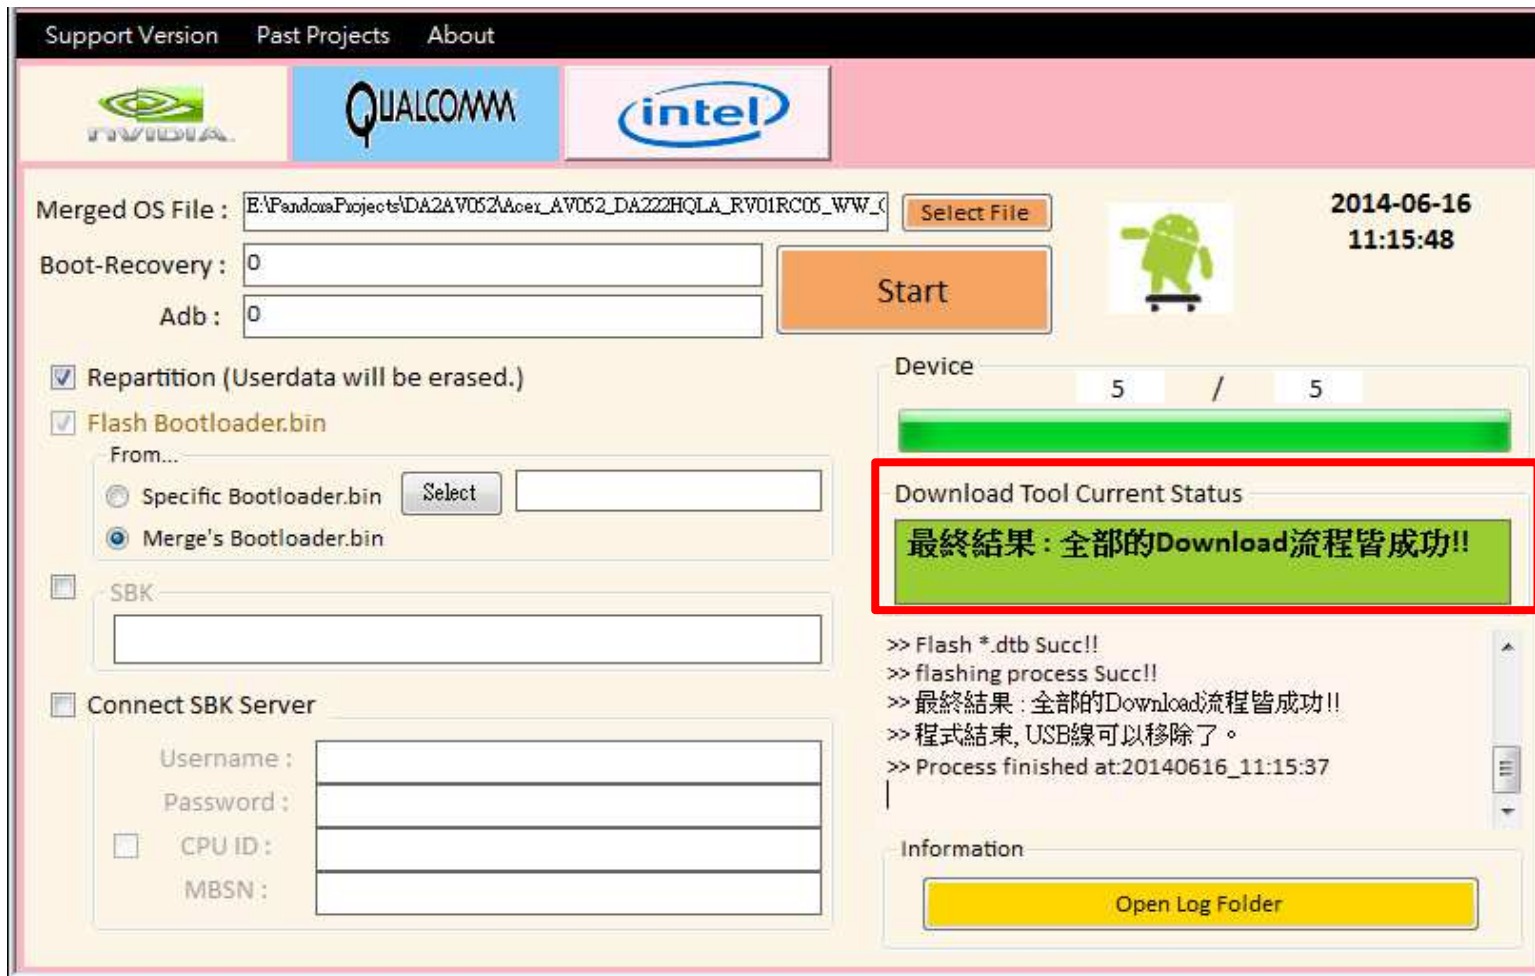 Support Version Past Projects About
NVIDIA.
QUALCOMM
intel
Merged OS File : E:\PandoraProjects\DA2AV052\Acer_AV052_DA222HQLA_RV01RC05_WW_( Select File
2014-06-16
11:15:48
Boot-Recovery : 0
Start
Adb : 0
Repartition (Userdata will be erased.)
Flash Bootloader.bin
From...
Specific Bootloader.bin Select
Merge's Bootloader.bin
SBK
Connect SBK Server
Username :
Password :
CPU ID :
MBSN :
Device
5 / 5
Download Tool Current Status
最終結果 : 全部的Download流程皆成功!!
>> Flash *.dtb Succ!!
>> flashing process Succ!!
>> 最終結果 : 全部的Download流程皆成功!!
>> 程式結束, USB線可以移除了。
>> Process finished at:20140616_11:15:37
Information
Open Log Folder